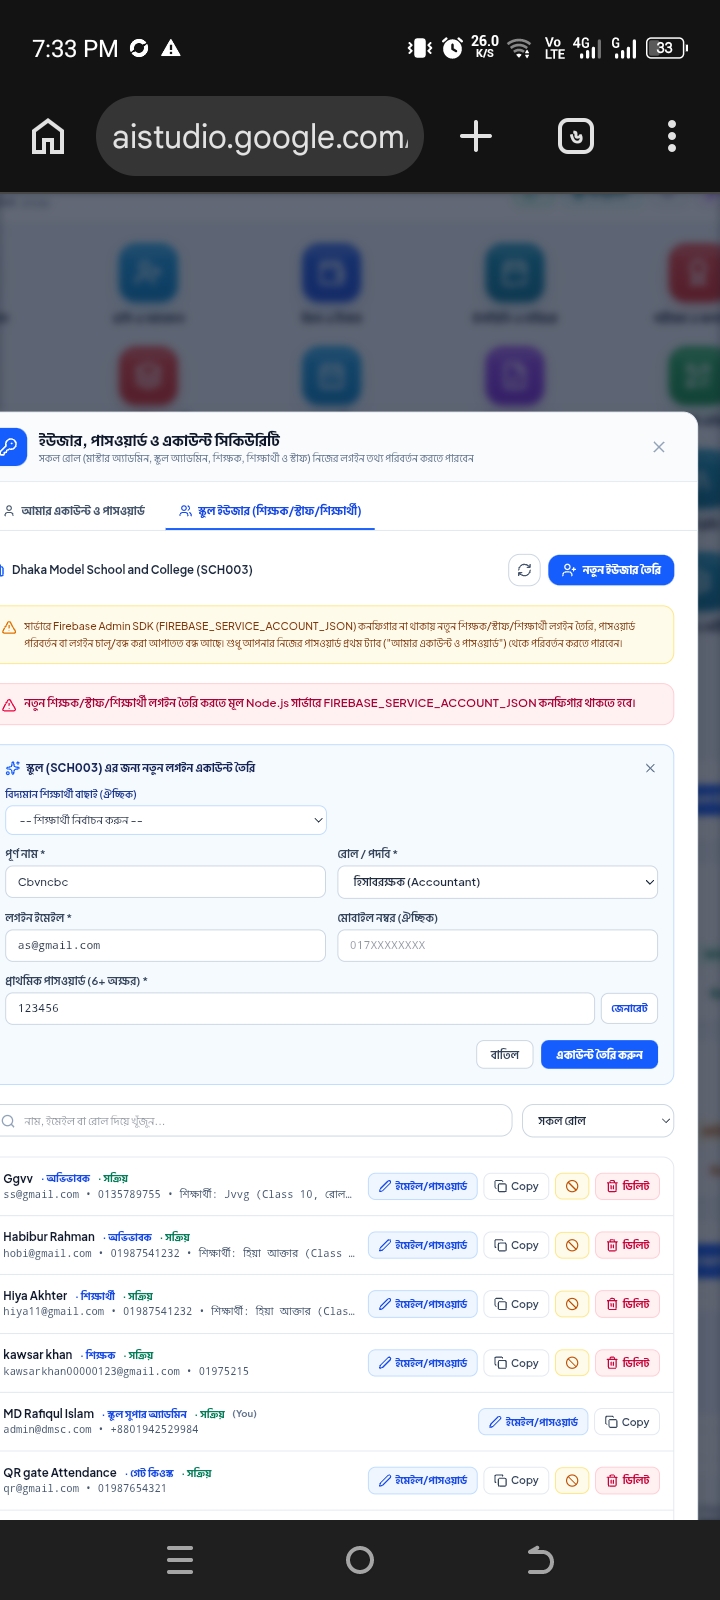 7:33 PM
26.0 K/S
Vo LTE
4G
G
33
aistudio.google.com/
ইউজার, পাসওয়ার্ড ও একাউন্ট সিকিউরিটি
সকল রোল (মাস্টার অ্যাডমিন, স্কুল অ্যাডমিন, শিক্ষক, শিক্ষার্থী ও স্টাফ) নিজের লগইন তথ্য পরিবর্তন করতে পারবেন
আমার একাউন্ট ও পাসওয়ার্ড
স্কুল ইউজার (শিক্ষক/স্টাফ/শিক্ষার্থী)
Dhaka Model School and College (SCH003)
নতুন ইউজার তৈরি
সার্ভারে Firebase Admin SDK (FIREBASE_SERVICE_ACCOUNT_JSON) কনফিগার না থাকায় নতুন শিক্ষক/স্টাফ/শিক্ষার্থী লগইন তৈরি, পাসওয়ার্ড
পরিবর্তন বা লগইন চালু/বন্ধ করা আপাতত বন্ধ আছে। শুধু আপনার নিজের পাসওয়ার্ড প্রথম ট্যাব ("আমার একাউন্ট ও পাসওয়ার্ড") থেকে পরিবর্তন করতে পারবেন।
নতুন শিক্ষক/স্টাফ/শিক্ষার্থী লগইন তৈরি করতে মূল Node.js সার্ভারে FIREBASE_SERVICE_ACCOUNT_JSON কনফিগার থাকতে হবে।
স্কুল (SCH003) এর জন্য নতুন লগইন একাউন্ট তৈরি
বিদ্যমান শিক্ষার্থী বাছাই (ঐচ্ছিক)
-- শিক্ষার্থী নির্বাচন করুন --
পূর্ণ নাম *
রোল / পদবি *
Cbvncbc
হিসাবরক্ষক (Accountant)
লগইন ইমেইল *
মোবাইল নম্বর (ঐচ্ছিক)
as@gmail.com
017XXXXXXXX
প্রাথমিক পাসওয়ার্ড (6+ অক্ষর) *
123456
জেনারেট
বাতিল
একাউন্ট তৈরি করুন
নাম, ইমেইল বা রোল দিয়ে খুঁজুন...
সকল রোল
Ggvv · অভিভাবক · সক্রিয়
ss@gmail.com • 0135789755 • শিক্ষার্থী: Jvvg (Class 10, রোল…
ইমেইল/পাসওয়ার্ড
Copy
ডিলিট
Habibur Rahman · অভিভাবক · সক্রিয়
hobi@gmail.com • 01987541232 • শিক্ষার্থী: হিয়া আক্তার (Class …
ইমেইল/পাসওয়ার্ড
Copy
ডিলিট
Hiya Akhter · শিক্ষার্থী · সক্রিয়
hiya11@gmail.com • 01987541232 • শিক্ষার্থী: হিয়া আক্তার (Clas…
ইমেইল/পাসওয়ার্ড
Copy
ডিলিট
kawsar khan · শিক্ষক · সক্রিয়
kawsarkhan00000123@gmail.com • 01975215
ইমেইল/পাসওয়ার্ড
Copy
ডিলিট
MD Rafiqul Islam · স্কুল সুপার অ্যাডমিন · সক্রিয় (You)
admin@dmsc.com • +8801942529984
ইমেইল/পাসওয়ার্ড
Copy
QR gate Attendance · গেট কিওস্ক · সক্রিয়
qr@gmail.com • 01987654321
ইমেইল/পাসওয়ার্ড
Copy
ডিলিট